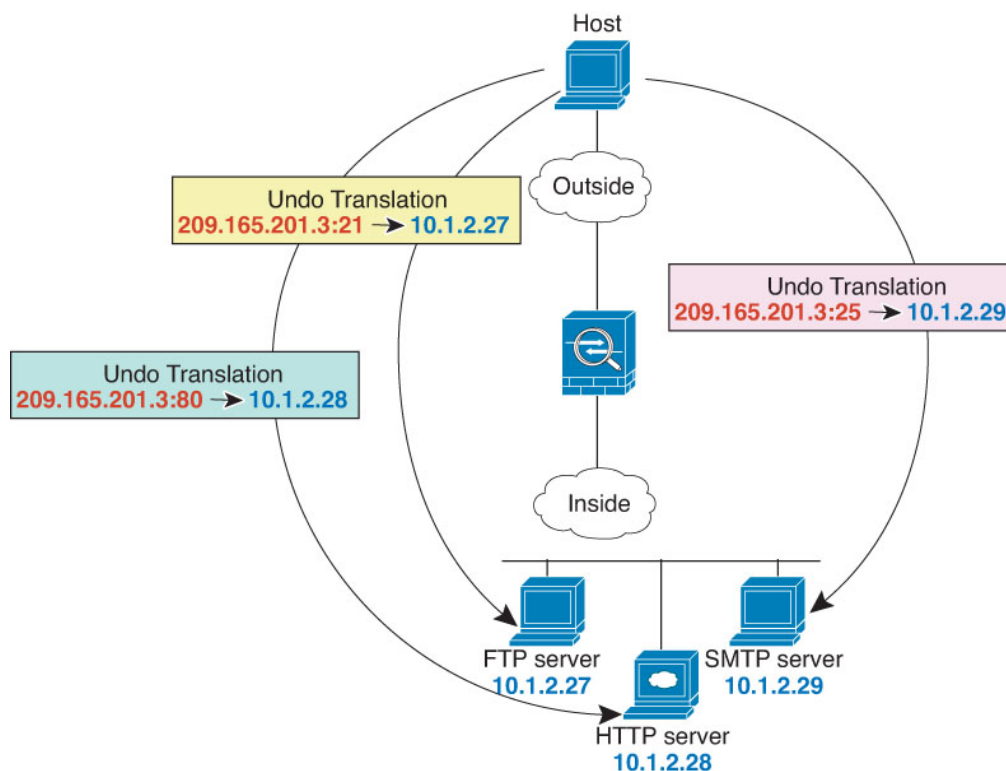 Host
Outside
Undo Translation
209.165.201.3:21 → 10.1.2.27
Undo Translation
209.165.201.3:25 → 10.1.2.29
Undo Translation
209.165.201.3:80 → 10.1.2.28
Inside
FTP server
10.1.2.27
SMTP server
10.1.2.29
HTTP server
10.1.2.28